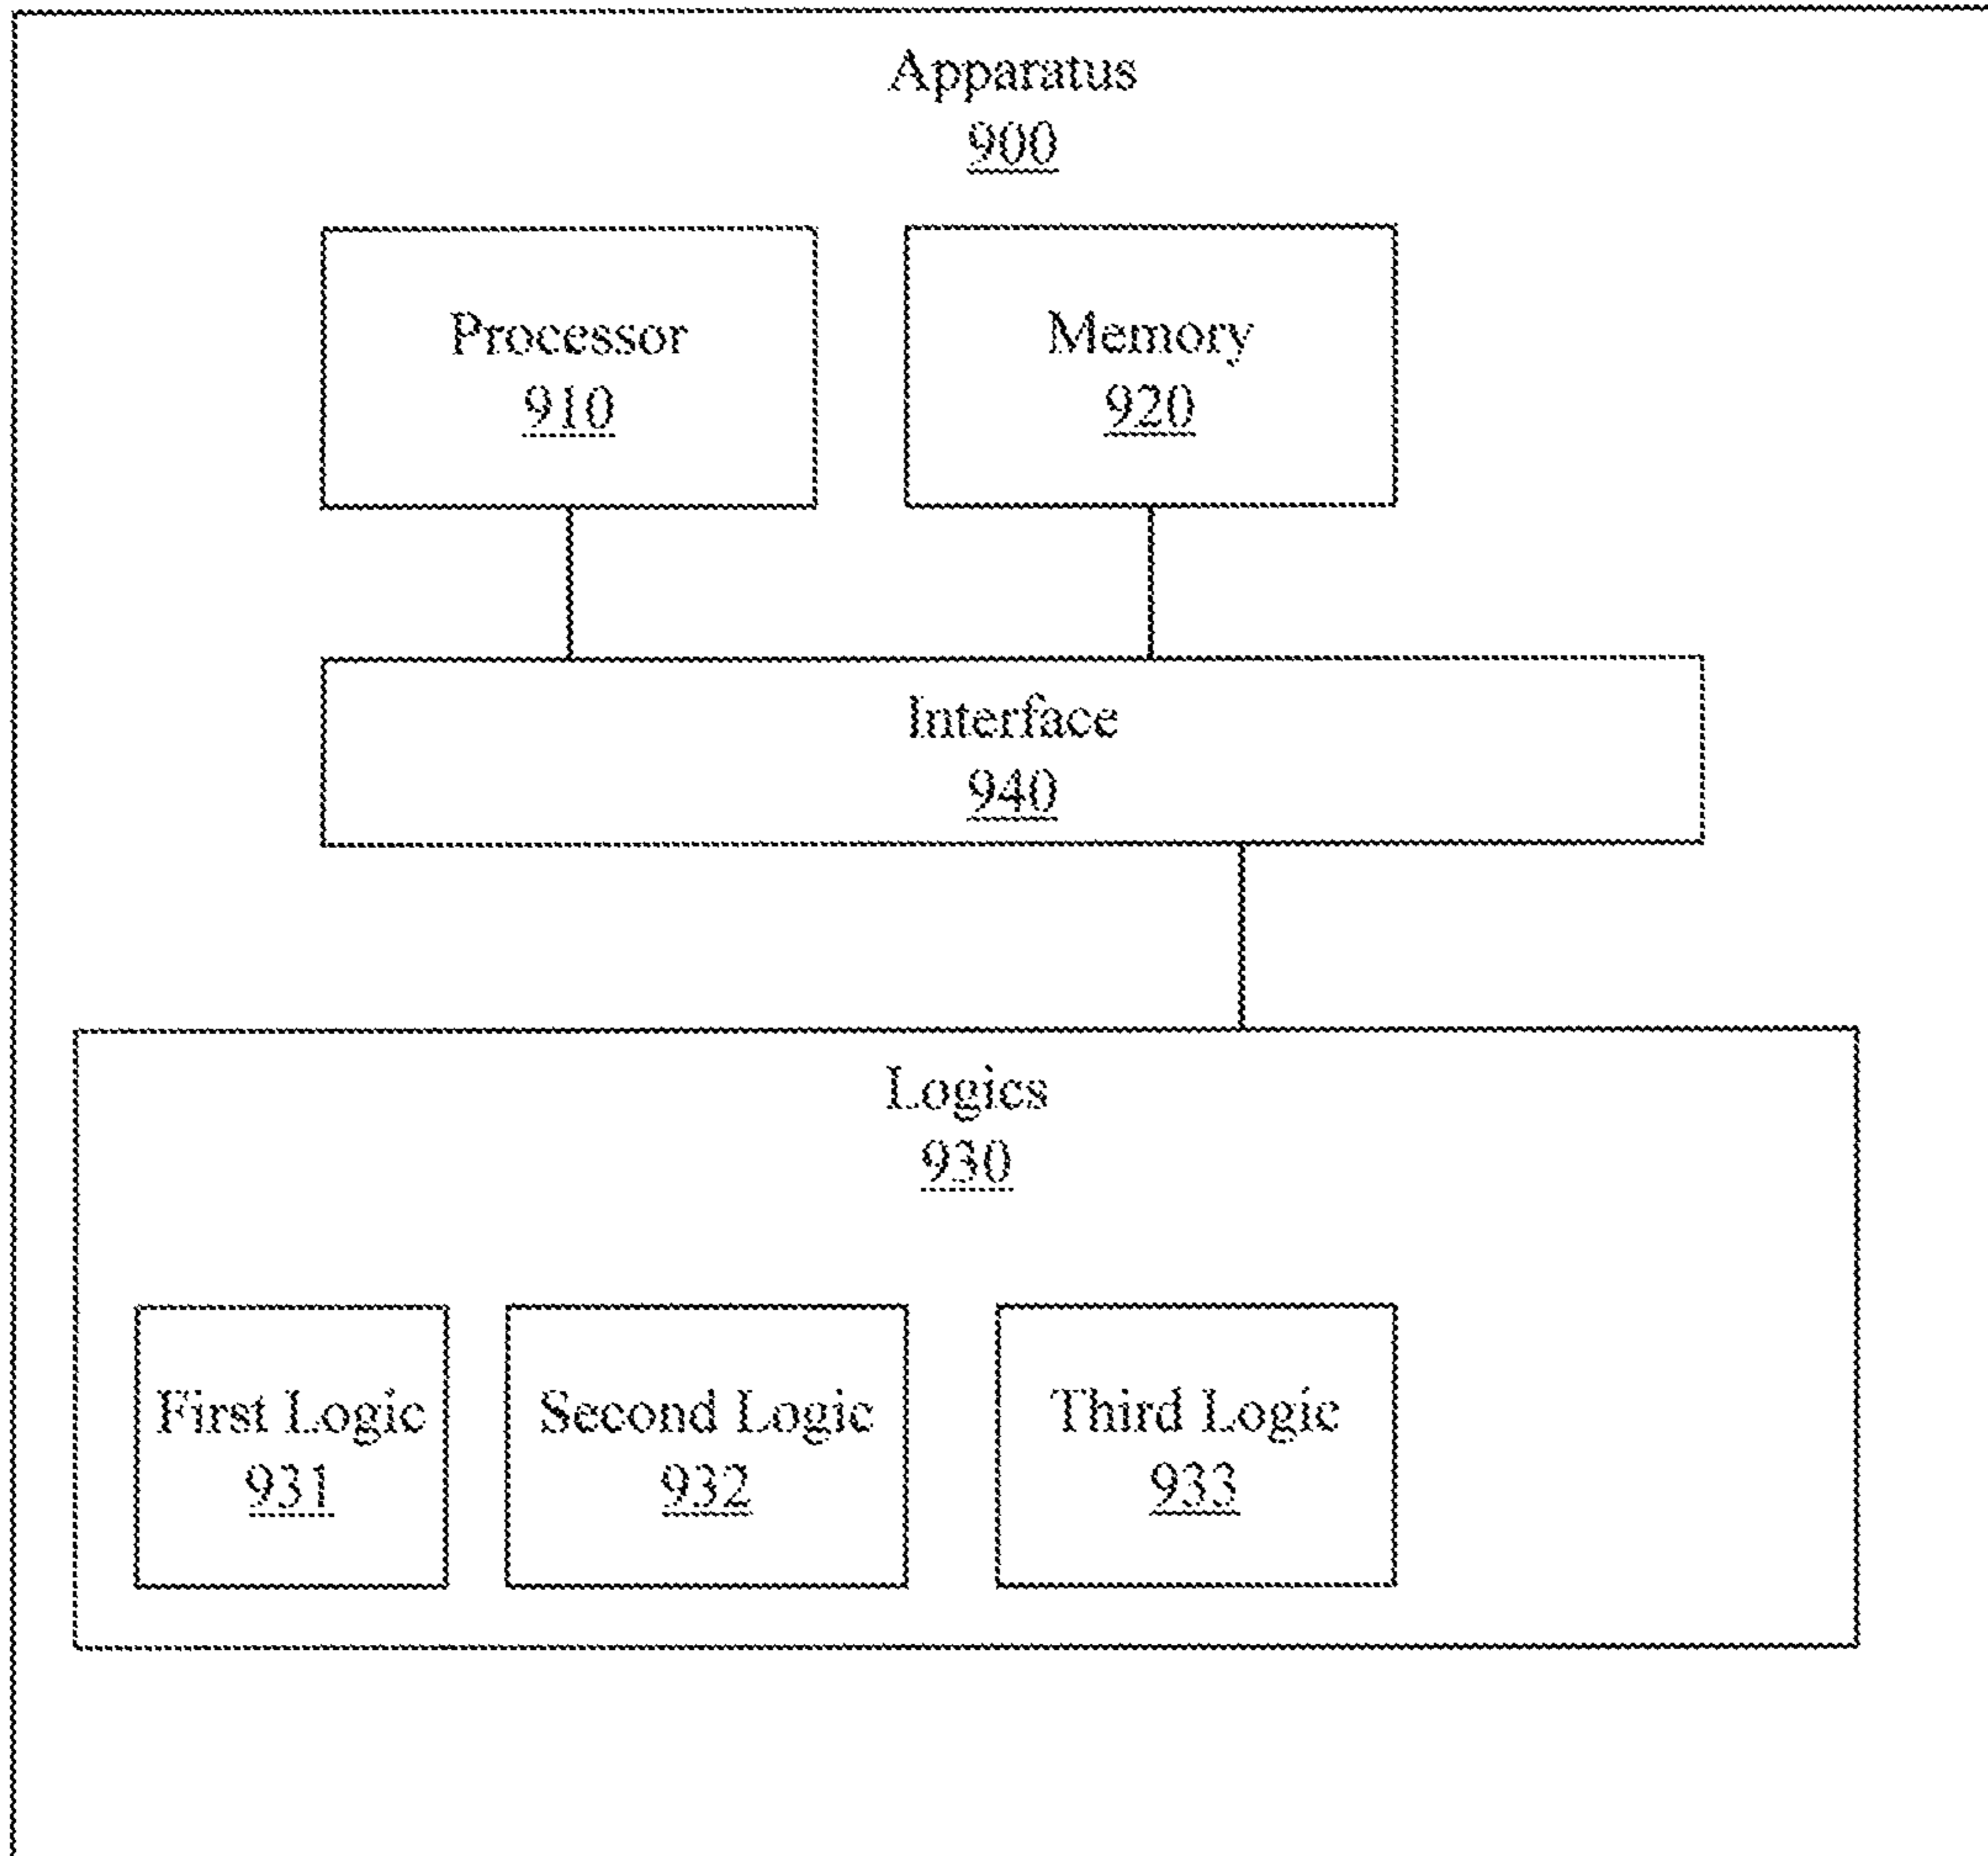 Apparatus
900
Processor
910
Memory
920
Interface
940
Logics
930
First Logic
931
Second Logic
932
Third Logic
933